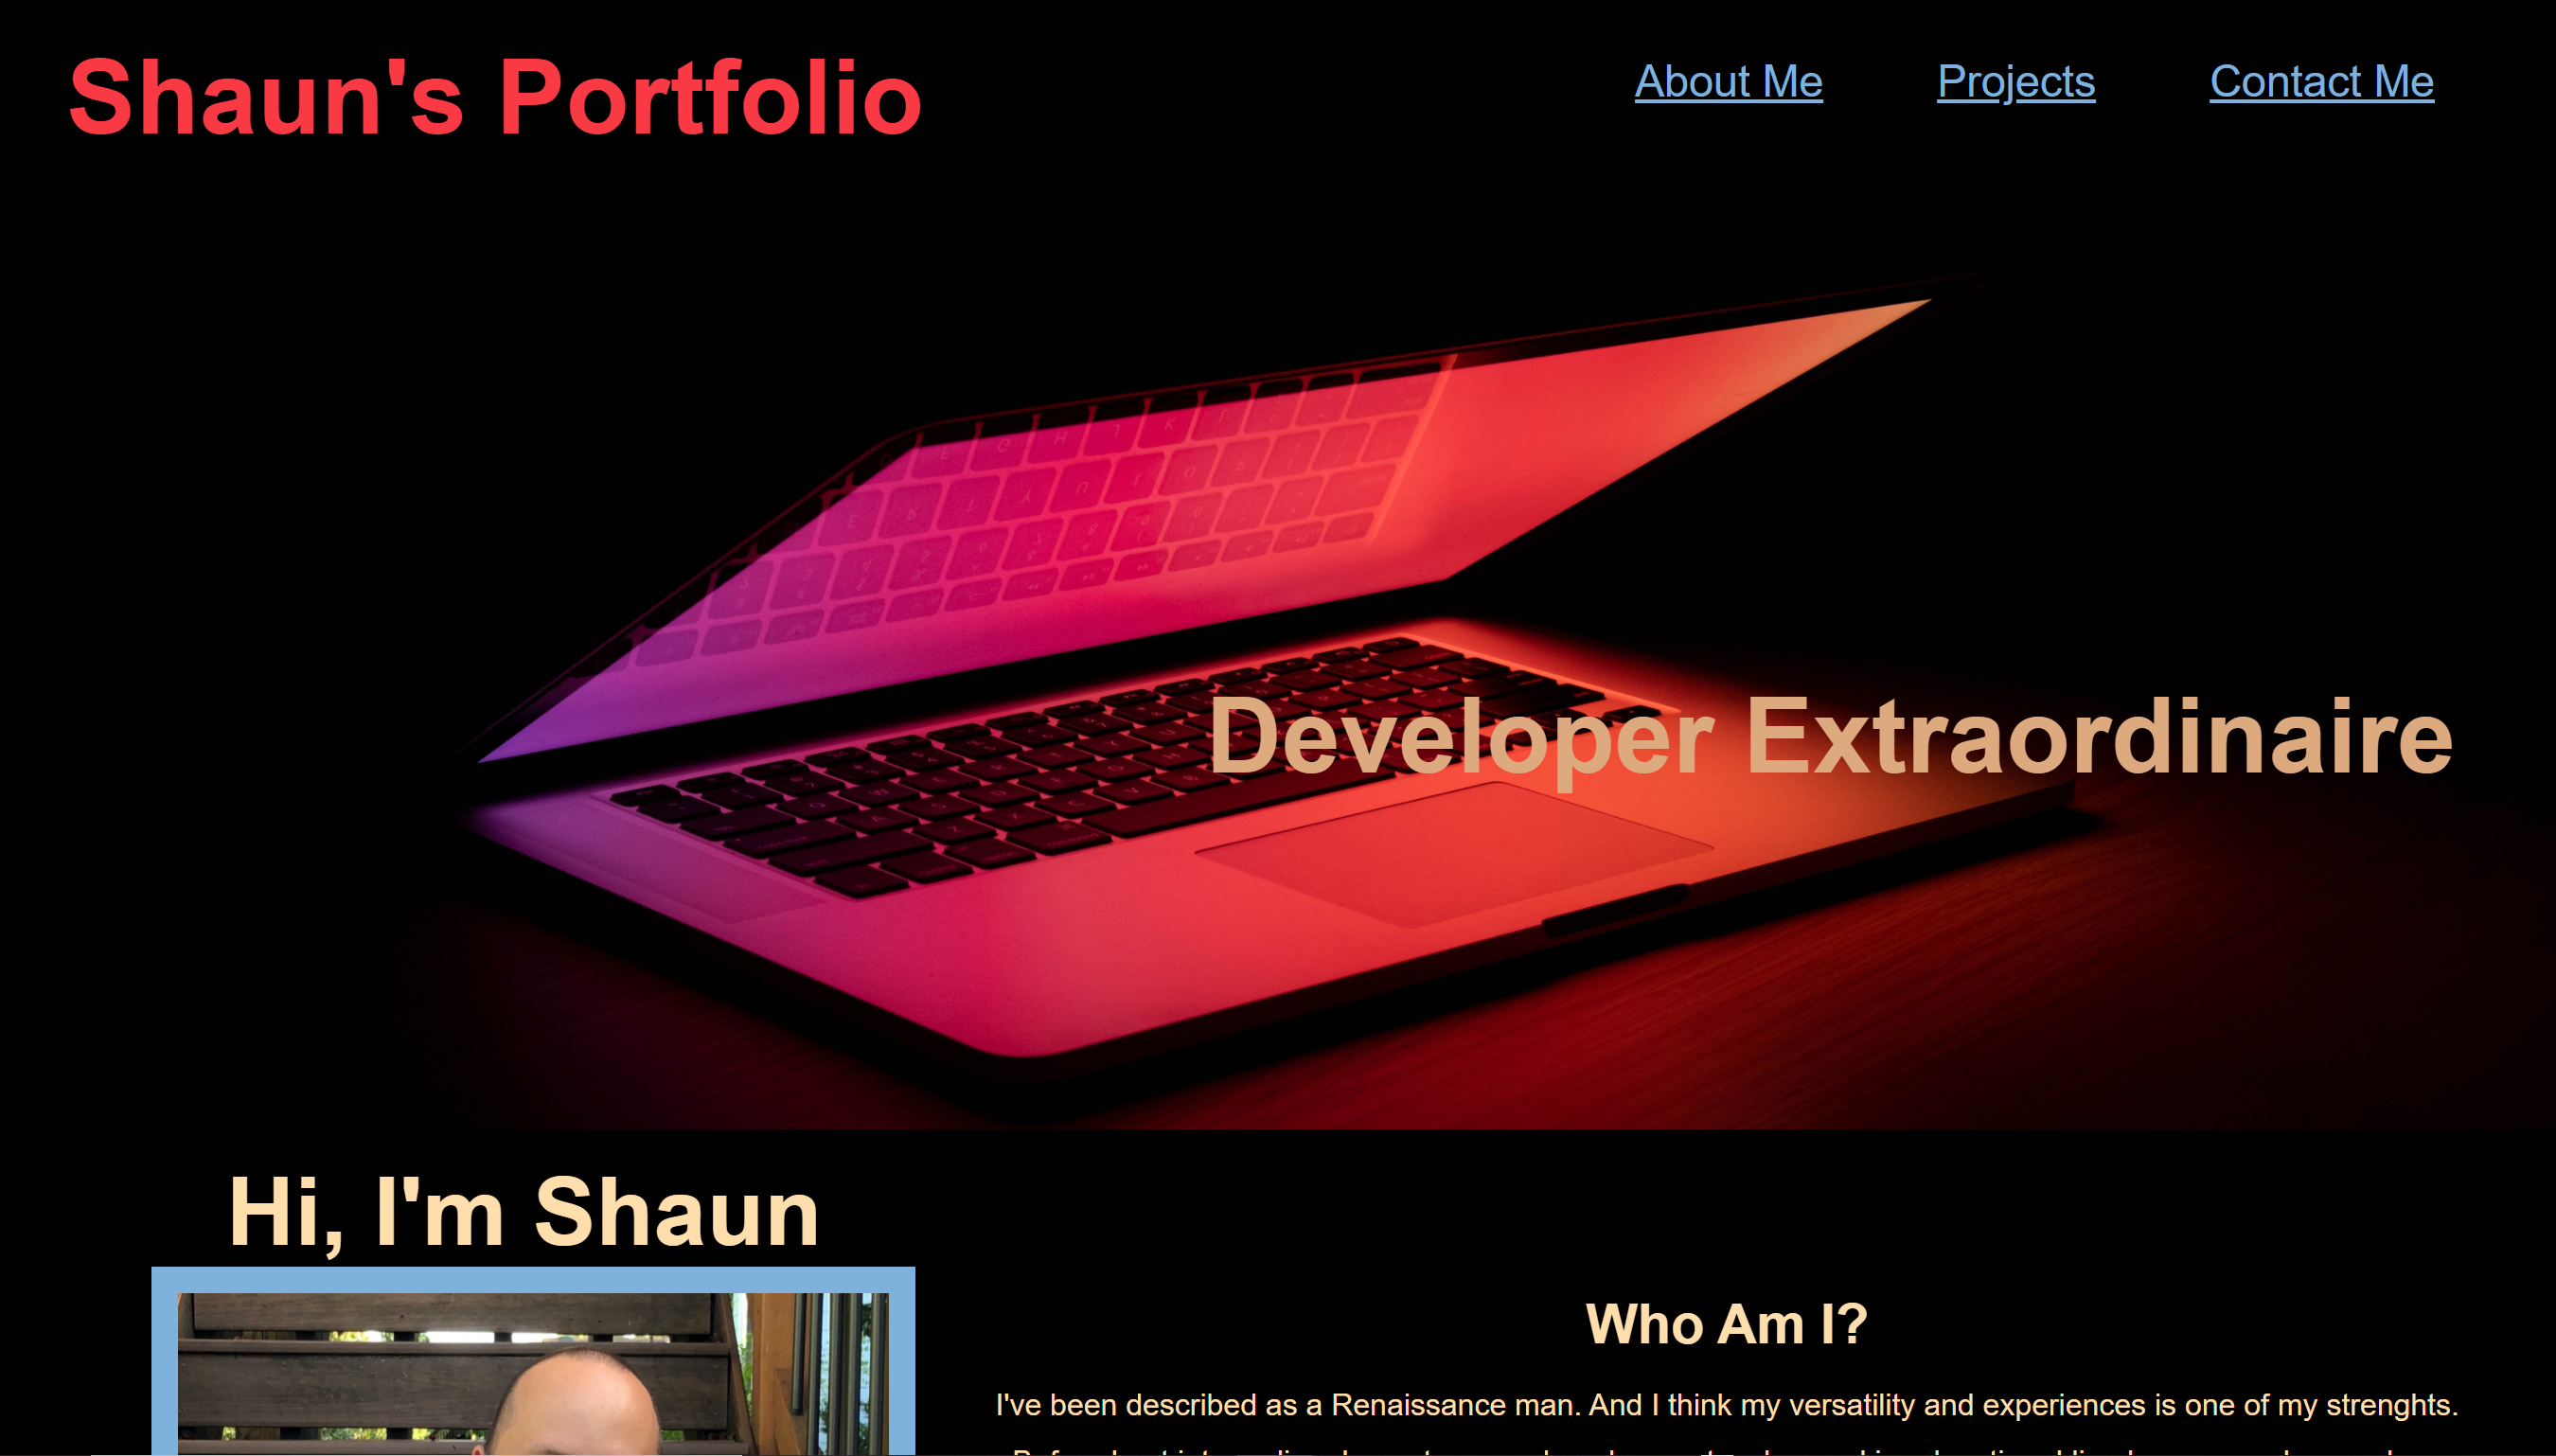 Shaun's Portfolio
About Me Projects Contact Me
Developer Extraordinaire
Hi, I'm Shaun
Who Am I?
I've been described as a Renaissance man. And I think my versatility and experiences is one of my strenghts.